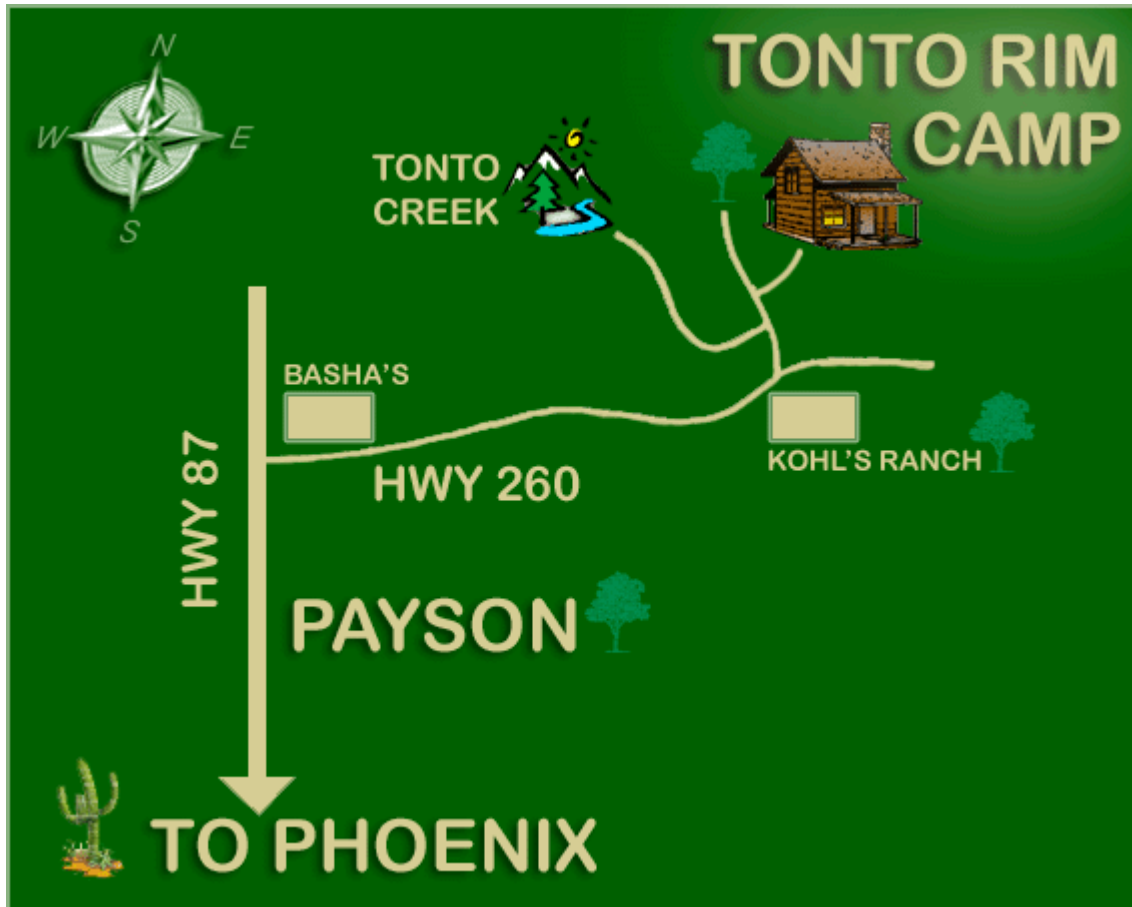 N
W
E
S
TONTO RIM
CAMP
TONTO
CREEK
BASHA'S
KOHL'S RANCH
HWY 260
HWY 87
PAYSON
TO PHOENIX